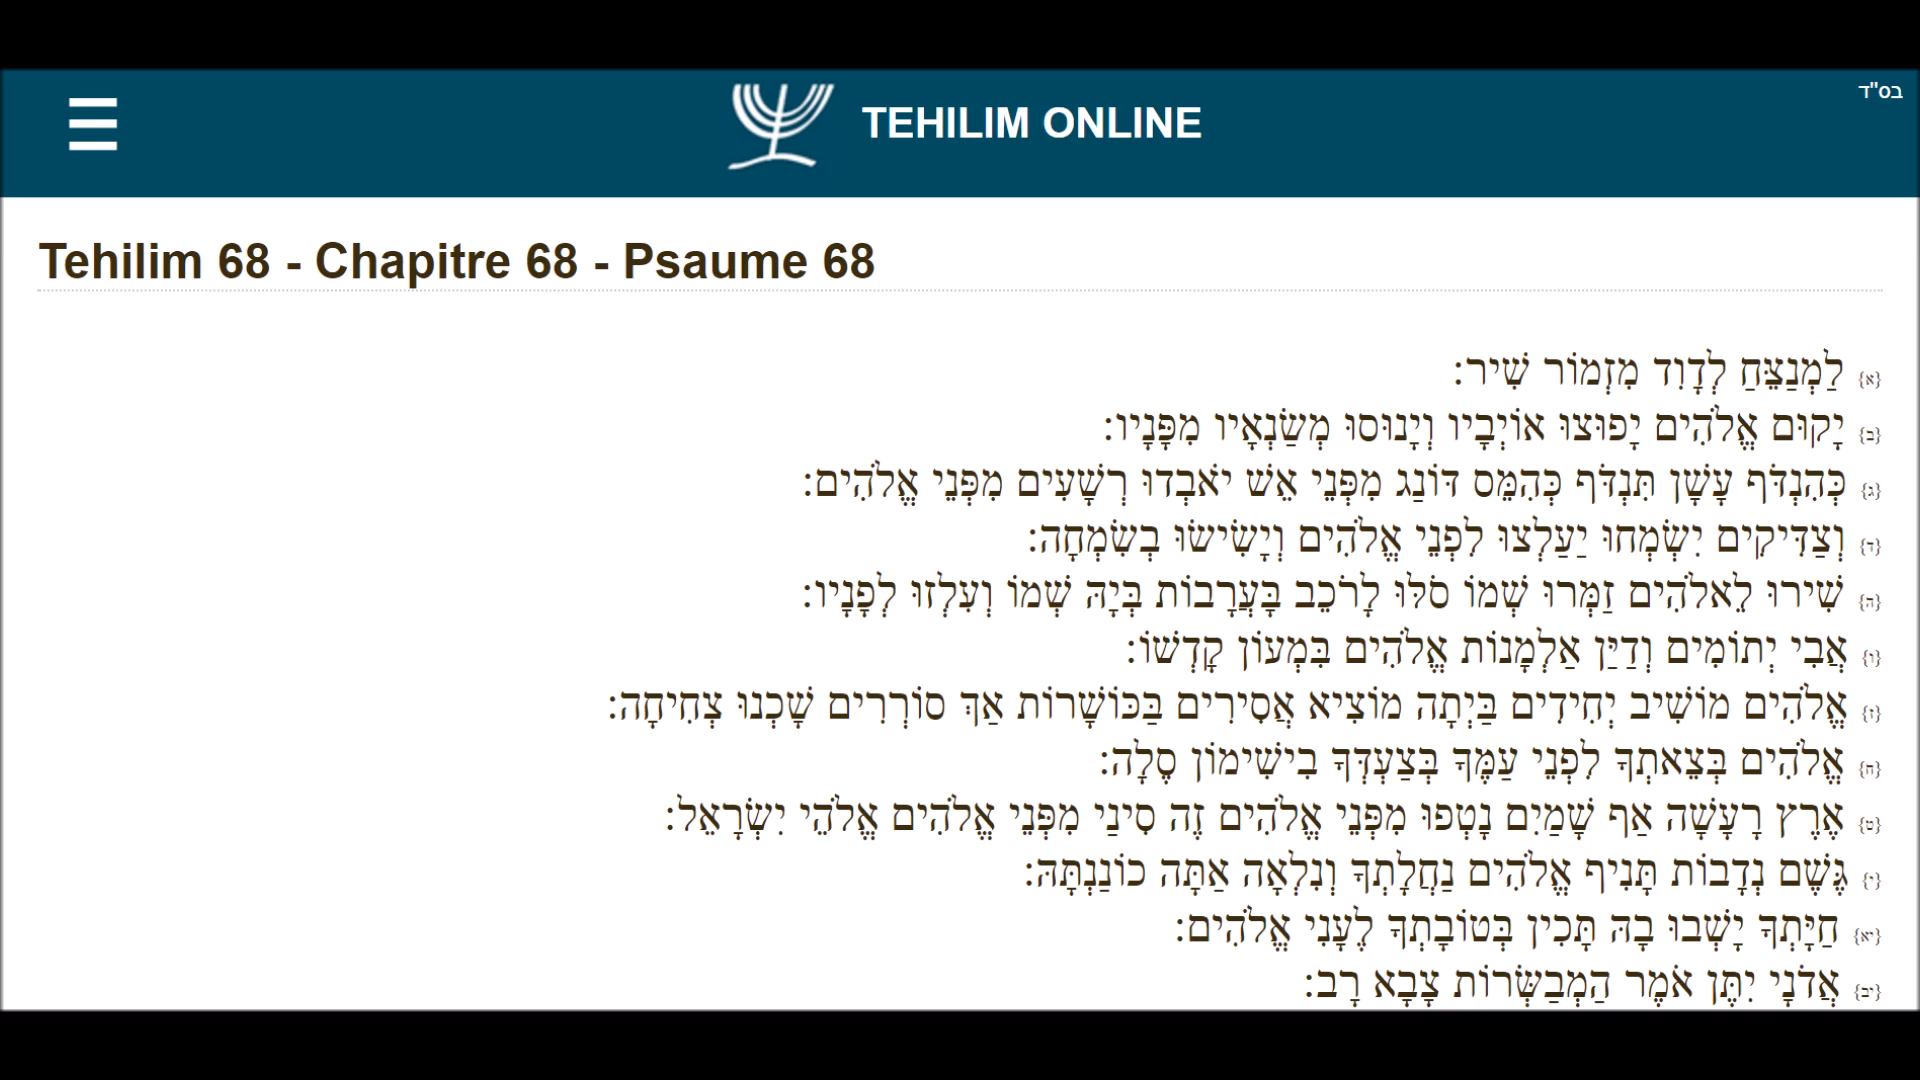 בס"ד
TEHILIM ONLINE
Tehilim 68 - Chapitre 68 - Psaume 68
{א} לַמְנַצֵּחַ לְדָוִד מִזְמוֹר שִׁיר:
{ב} יָקוּם אֱלֹהִים יָפוּצוּ אוֹיְבָיו וְיָנוּסוּ מְשַׂנְאָיו מִפָּנָיו:
{ג} כְּהִנְדֹּף עָשָׁן תִּנְדֹּף כְּהִמֵּס דּוֹנַג מִפְּנֵי אֵשׁ יֹאבְדוּ רְשָׁעִים מִפְּנֵי אֱלֹהִים:
{ד} וְצַדִּיקִים יִשְׂמְחוּ יַעַלְצוּ לִפְנֵי אֱלֹהִים וְיָשִׂישׂוּ בְשִׂמְחָה:
{ה} שִׁירוּ לֵאלֹהִים זַמְּרוּ שְׁמוֹ סֹלּוּ לָרֹכֵב בָּעֲרָבוֹת בְּיָהּ שְׁמוֹ וְעִלְזוּ לְפָנָיו:
{ו} אֲבִי יְתוֹמִים וְדַיַּן אַלְמָנוֹת אֱלֹהִים בִּמְעוֹן קָדְשׁוֹ:
{ז} אֱלֹהִים מוֹשִׁיב יְחִידִים בַּיְתָה מוֹצִיא אֲסִירִים בַּכּוֹשָׁרוֹת אַךְ סוֹרְרִים שָׁכְנוּ צְחִיחָה:
{ח} אֱלֹהִים בְּצֵאתְךָ לִפְנֵי עַמֶּךָ בְּצַעְדְּךָ בִישִׁימוֹן סֶלָה:
{ט} אֶרֶץ רָעָשָׁה אַף שָׁמַיִם נָטְפוּ מִפְּנֵי אֱלֹהִים זֶה סִינַי מִפְּנֵי אֱלֹהִים אֱלֹהֵי יִשְׂרָאֵל:
{י} גֶּשֶׁם נְדָבוֹת תָּנִיף אֱלֹהִים נַחֲלָתְךָ וְנִלְאָה אַתָּה כוֹנַנְתָּהּ:
{יא} חַיָּתְךָ יָשְׁבוּ בָהּ תָּכִין בְּטוֹבָתְךָ לֶעָנִי אֱלֹהִים:
{יב} אֲדֹנָי יִתֶּן אֹמֶר הַמְבַשְּׂרוֹת צָבָא רָב: